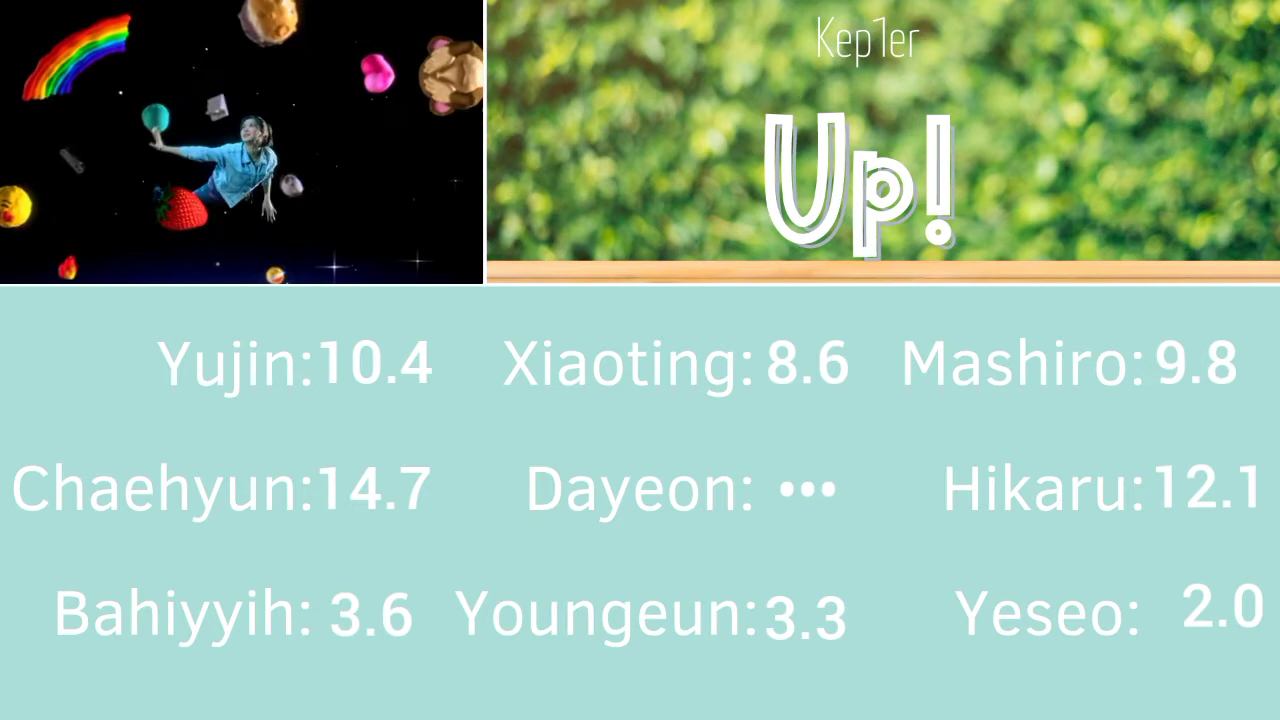 Kep1er
Up!
Yujin: 10.4 Xiaoting: 8.6 Mashiro: 9.8
Chaehyun: 14.7 Dayeon: ••• Hikaru: 12.1
Bahiyyih: 3.6 Youngeun: 3.3 Yeseo: 2.0